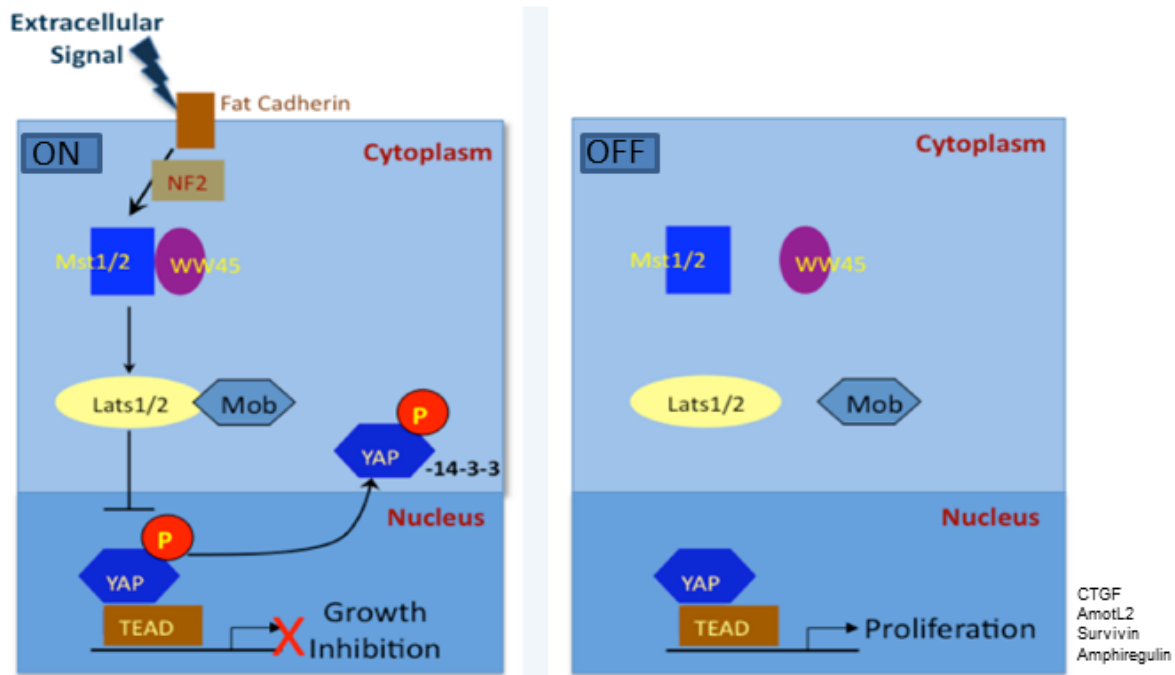 Extracellular
Signal
Fat Cadherin
ON
Cytoplasm
NF2
Mst1/2
WW45
Lats1/2
Mob
P
YAP
-14-3-3
Nucleus
P
YAP
TEAD
X
Growth
Inhibition
OFF
Cytoplasm
Mst1/2
WW45
Lats1/2
Mob
Nucleus
YAP
TEAD
Proliferation
CTGF
AmotL2
Survivin
Amphiregulin